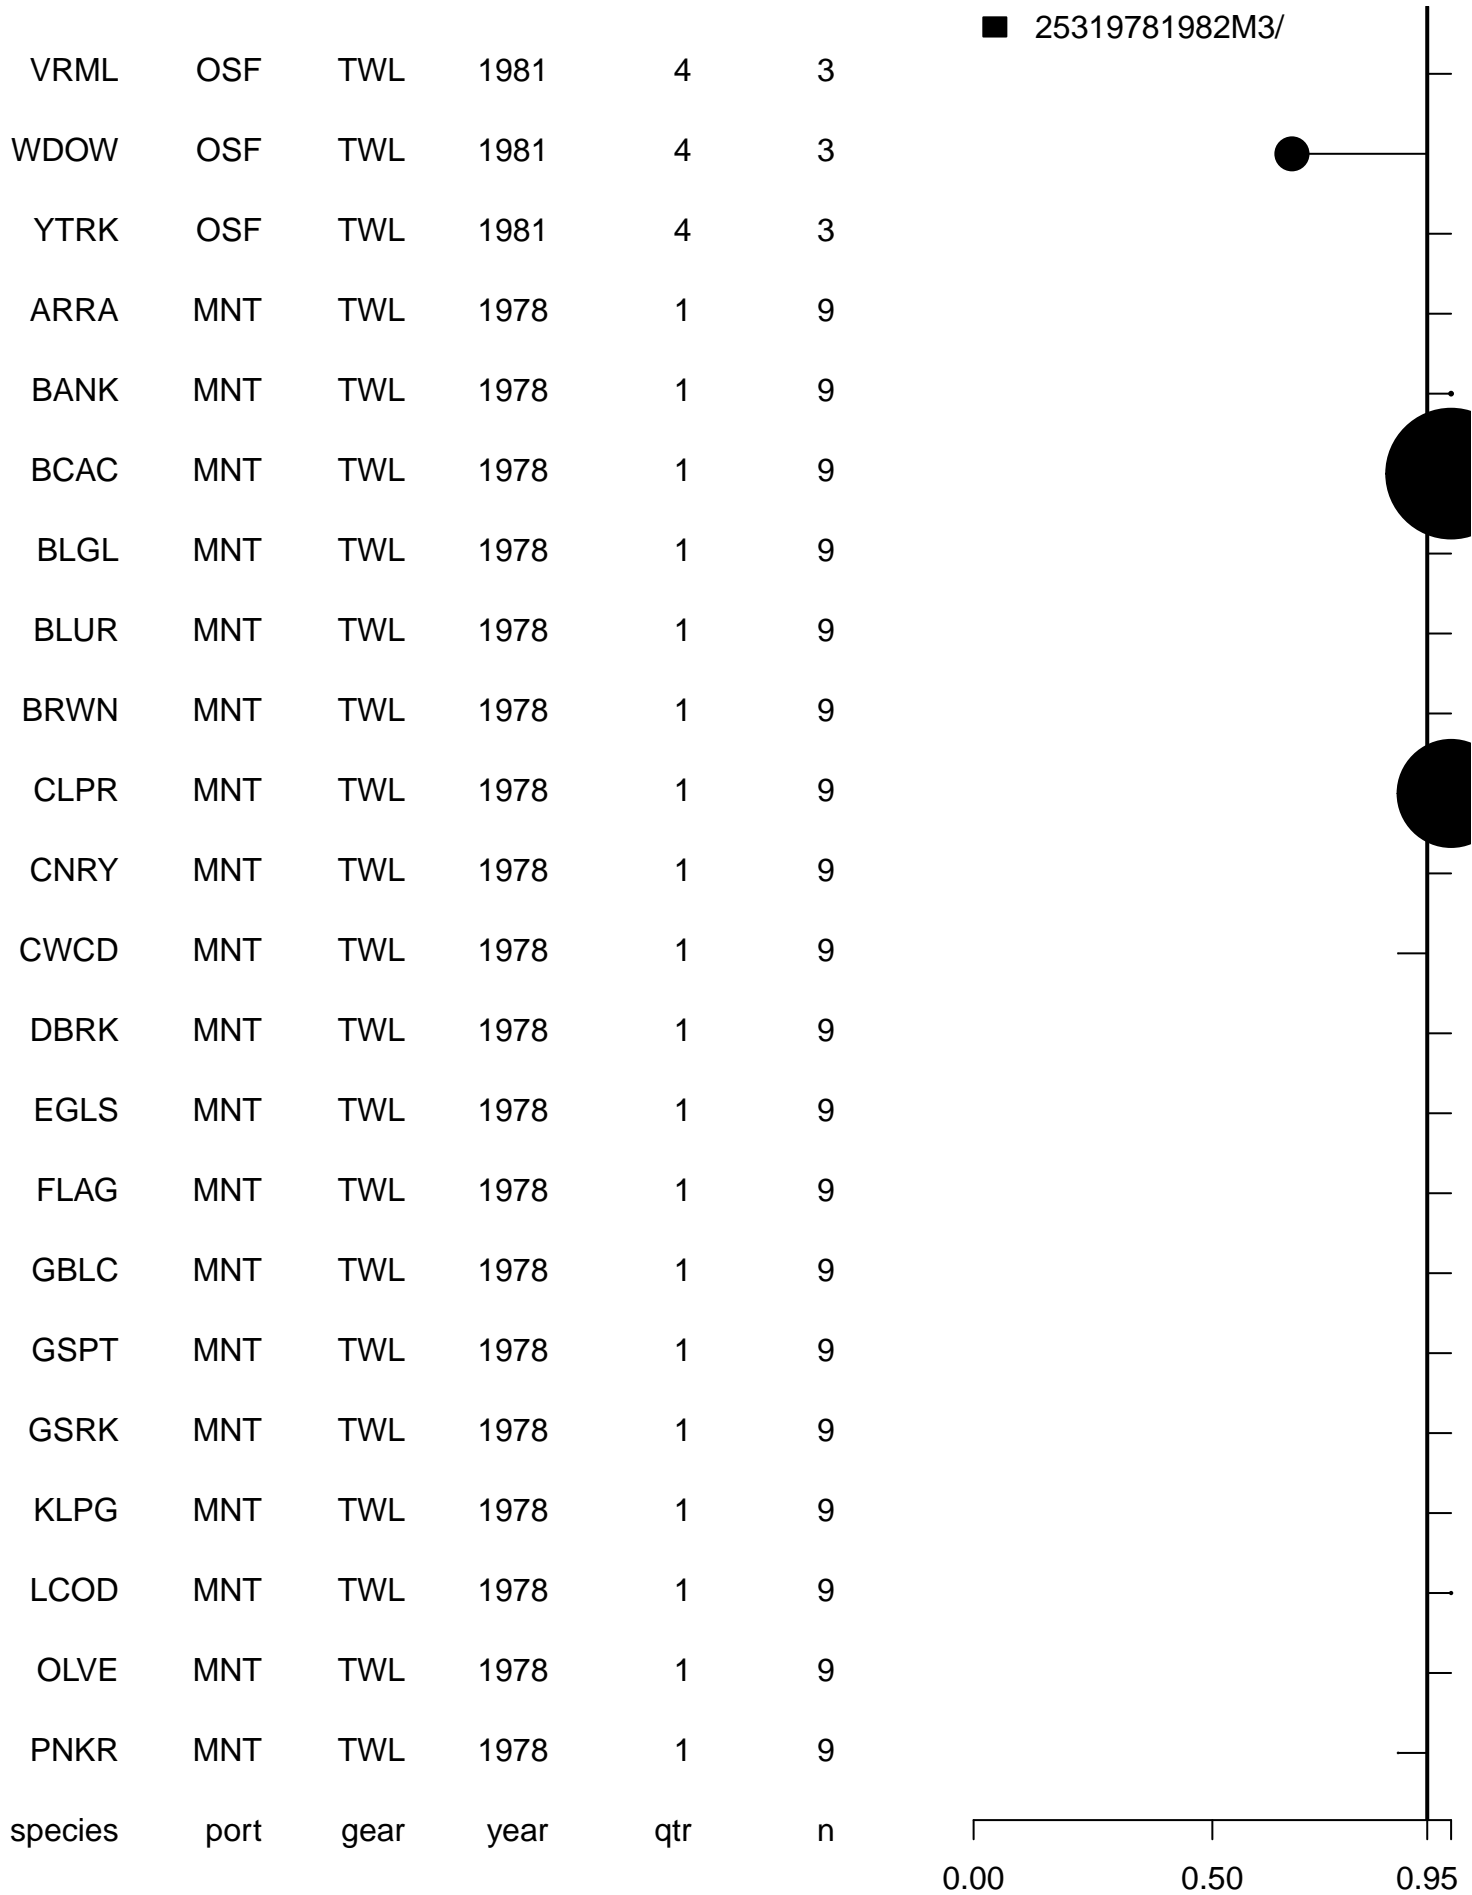 25319781982M3/
VRML OSF TWL 1981 4 3
WDOW OSF TWL 1981 4 3
YTRK OSF TWL 1981 4 3
ARRA MNT TWL 1978 1 9
BANK MNT TWL 1978 1 9
BCAC MNT TWL 1978 1 9
BLGL MNT TWL 1978 1 9
BLUR MNT TWL 1978 1 9
BRWN MNT TWL 1978 1 9
CLPR MNT TWL 1978 1 9
CNRY MNT TWL 1978 1 9
CWCD MNT TWL 1978 1 9
DBRK MNT TWL 1978 1 9
EGLS MNT TWL 1978 1 9
FLAG MNT TWL 1978 1 9
GBLC MNT TWL 1978 1 9
GSPT MNT TWL 1978 1 9
GSRK MNT TWL 1978 1 9
KLPG MNT TWL 1978 1 9
LCOD MNT TWL 1978 1 9
OLVE MNT TWL 1978 1 9
PNKR MNT TWL 1978 1 9
species port gear year qtr n
0.00 0.50 0.95